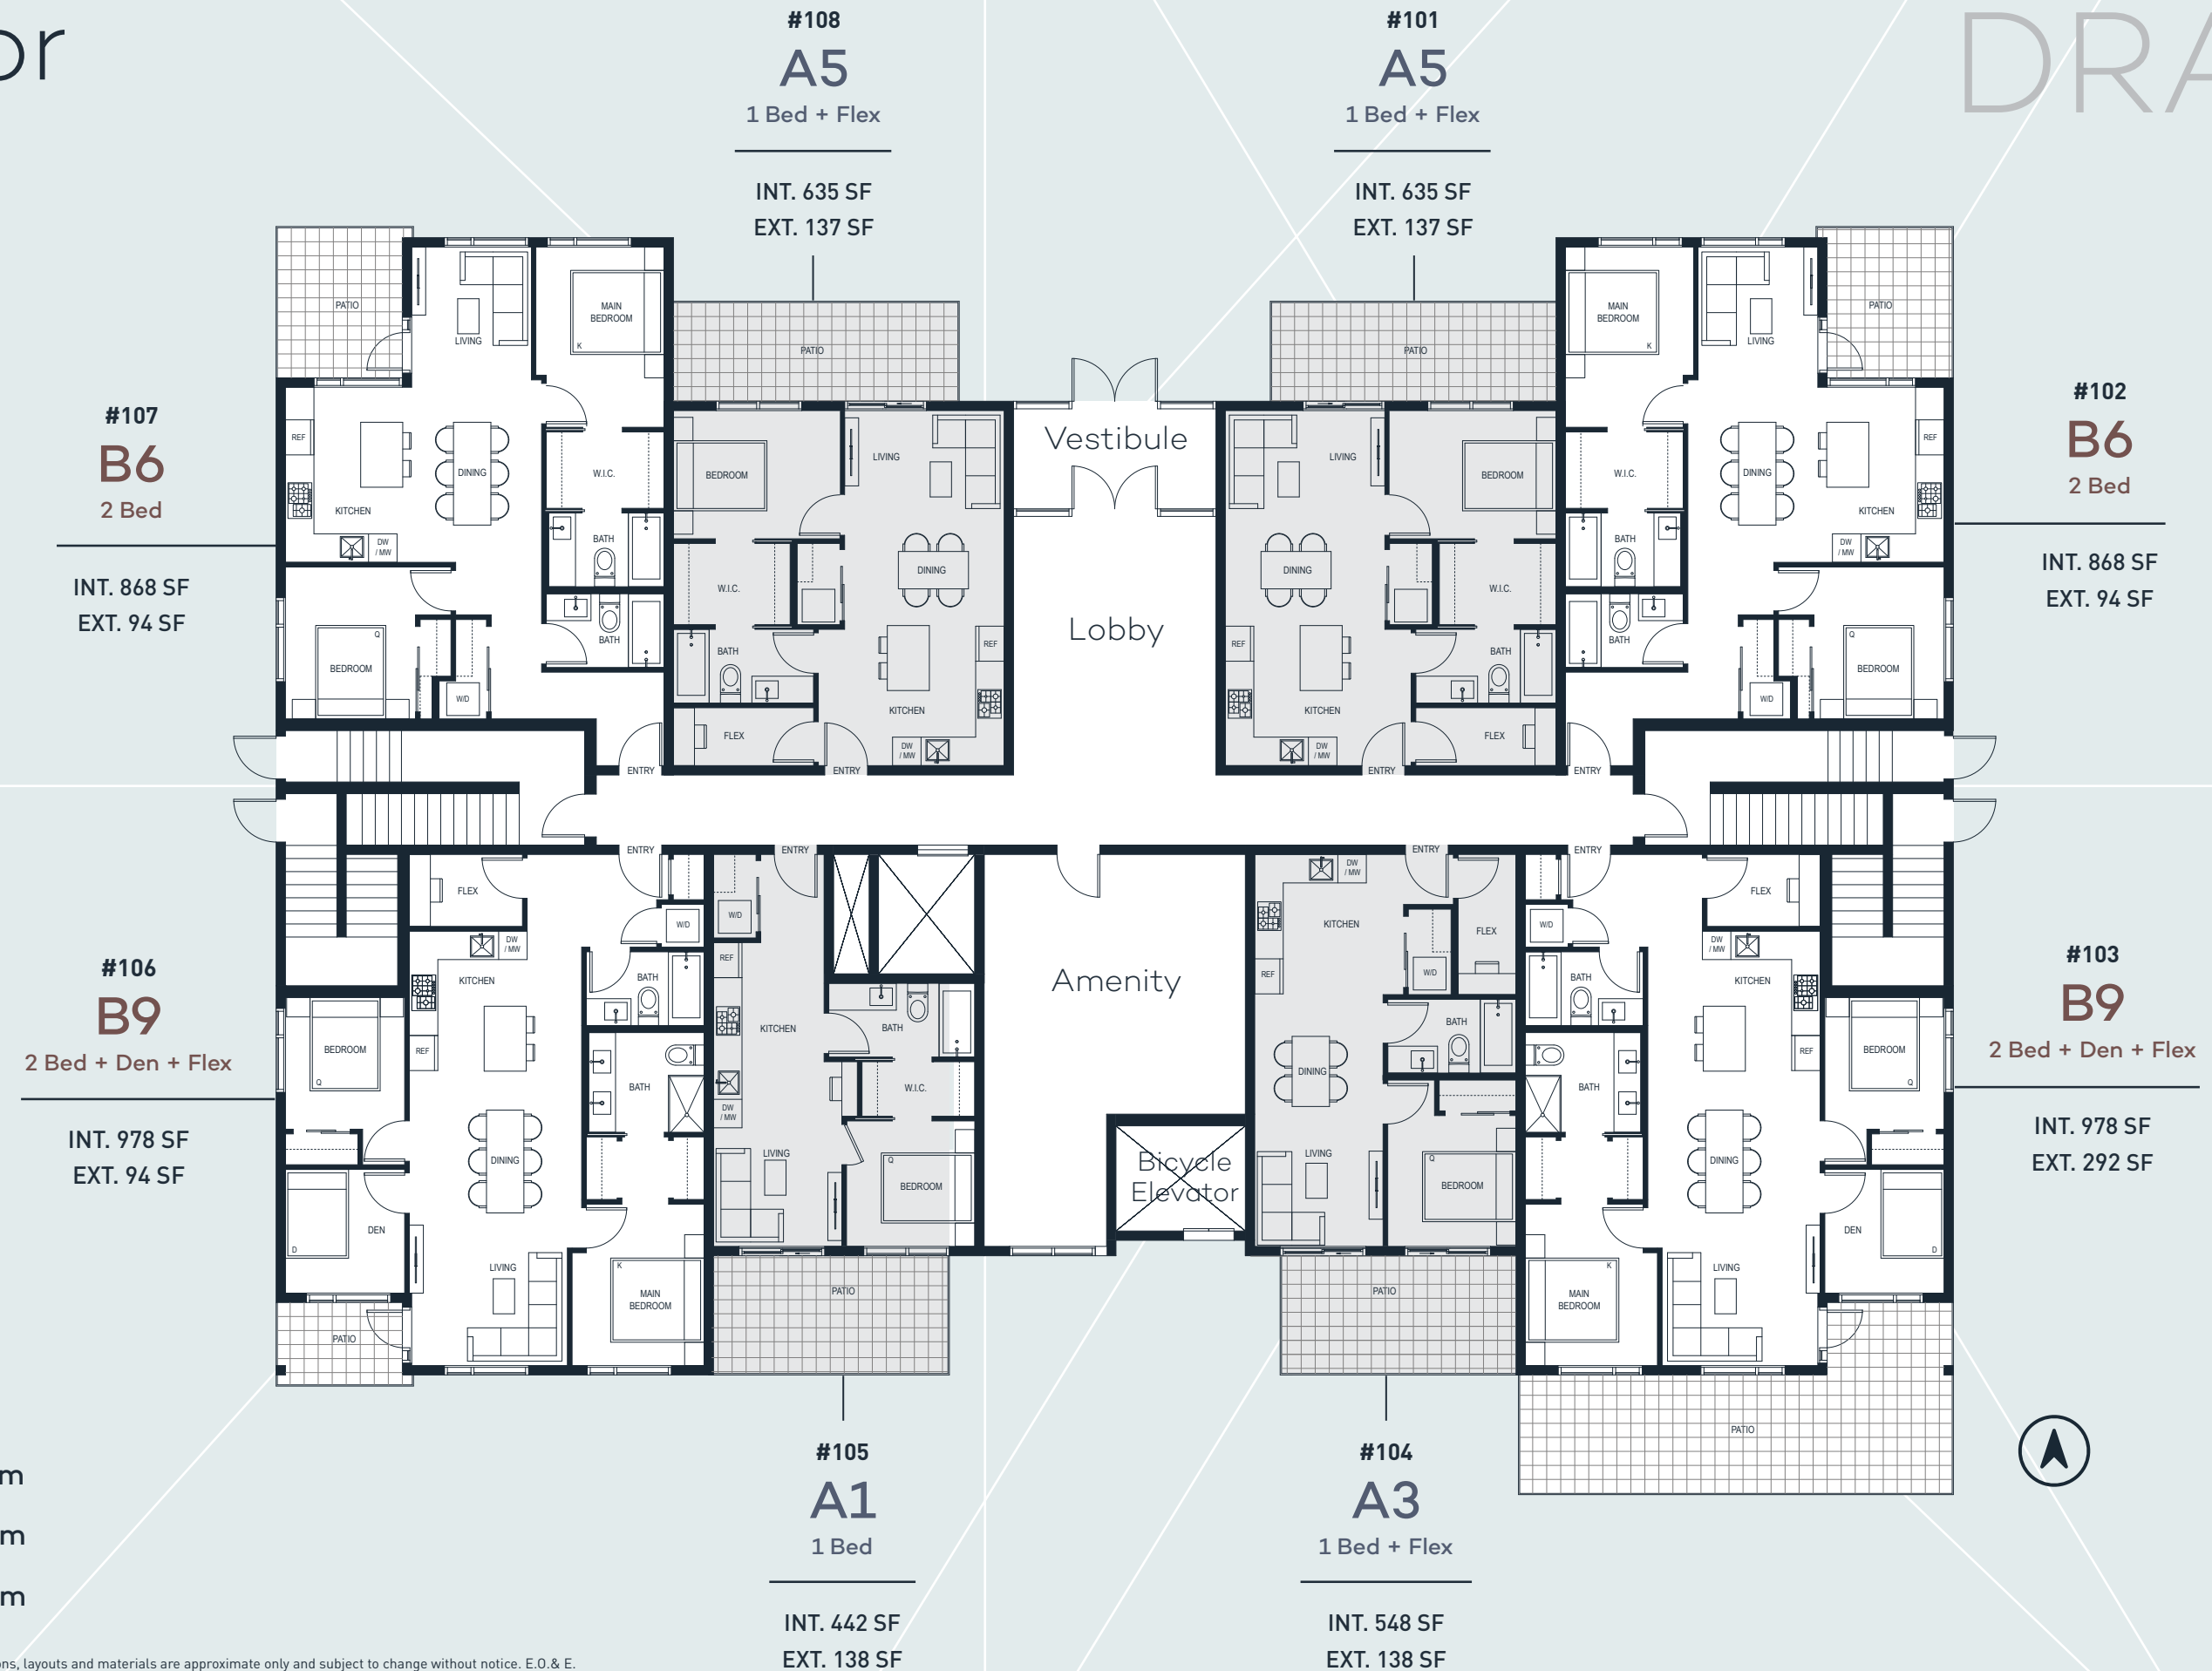 or
DRA
#108
A5
1 Bed + Flex
INT. 635 SF
EXT. 137 SF
#101
A5
1 Bed + Flex
INT. 635 SF
EXT. 137 SF
#107
B6
2 Bed
INT. 868 SF
EXT. 94 SF
PATIO
LIVING
MAIN
BEDROOM
K
REF
DINING
W.I.C.
KITCHEN
DW
/ MW
BATH
BATH
Q
BEDROOM
W/D
ENTRY
PATIO
BEDROOM
LIVING
W.I.C.
DINING
BATH
REF
KITCHEN
FLEX
DW
/ MW
ENTRY
Vestibule
Lobby
PATIO
LIVING
BEDROOM
DINING
W.I.C.
REF
BATH
KITCHEN
DW
/ MW
FLEX
ENTRY
MAIN
BEDROOM
K
LIVING
PATIO
W.I.C.
DINING
REF
KITCHEN
BATH
DW
/ MW
BATH
Q
BEDROOM
W/D
ENTRY
#102
B6
2 Bed
INT. 868 SF
EXT. 94 SF
#106
B9
2 Bed + Den + Flex
INT. 978 SF
EXT. 94 SF
ENTRY
FLEX
W/D
DW
/ MW
KITCHEN
BATH
BEDROOM
Q
REF
BATH
DINING
DEN
D
LIVING
K
MAIN
BEDROOM
PATIO
ENTRY
W/D
REF
KITCHEN
BATH
W.I.C.
DW
/ MW
LIVING
Q
BEDROOM
PATIO
Amenity
Bicycle
Elevator
ENTRY
DW
/ MW
KITCHEN
FLEX
REF
W/D
BATH
DINING
LIVING
Q
BEDROOM
PATIO
ENTRY
FLEX
W/D
DW
/ MW
KITCHEN
BATH
REF
BEDROOM
Q
BATH
DINING
DEN
D
K
LIVING
MAIN
BEDROOM
PATIO
#103
B9
2 Bed + Den + Flex
INT. 978 SF
EXT. 292 SF
#105
A1
1 Bed
INT. 442 SF
EXT. 138 SF
#104
A3
1 Bed + Flex
INT. 548 SF
EXT. 138 SF
m
m
m
ns, layouts and materials are approximate only and subject to change without notice. E.O.& E.